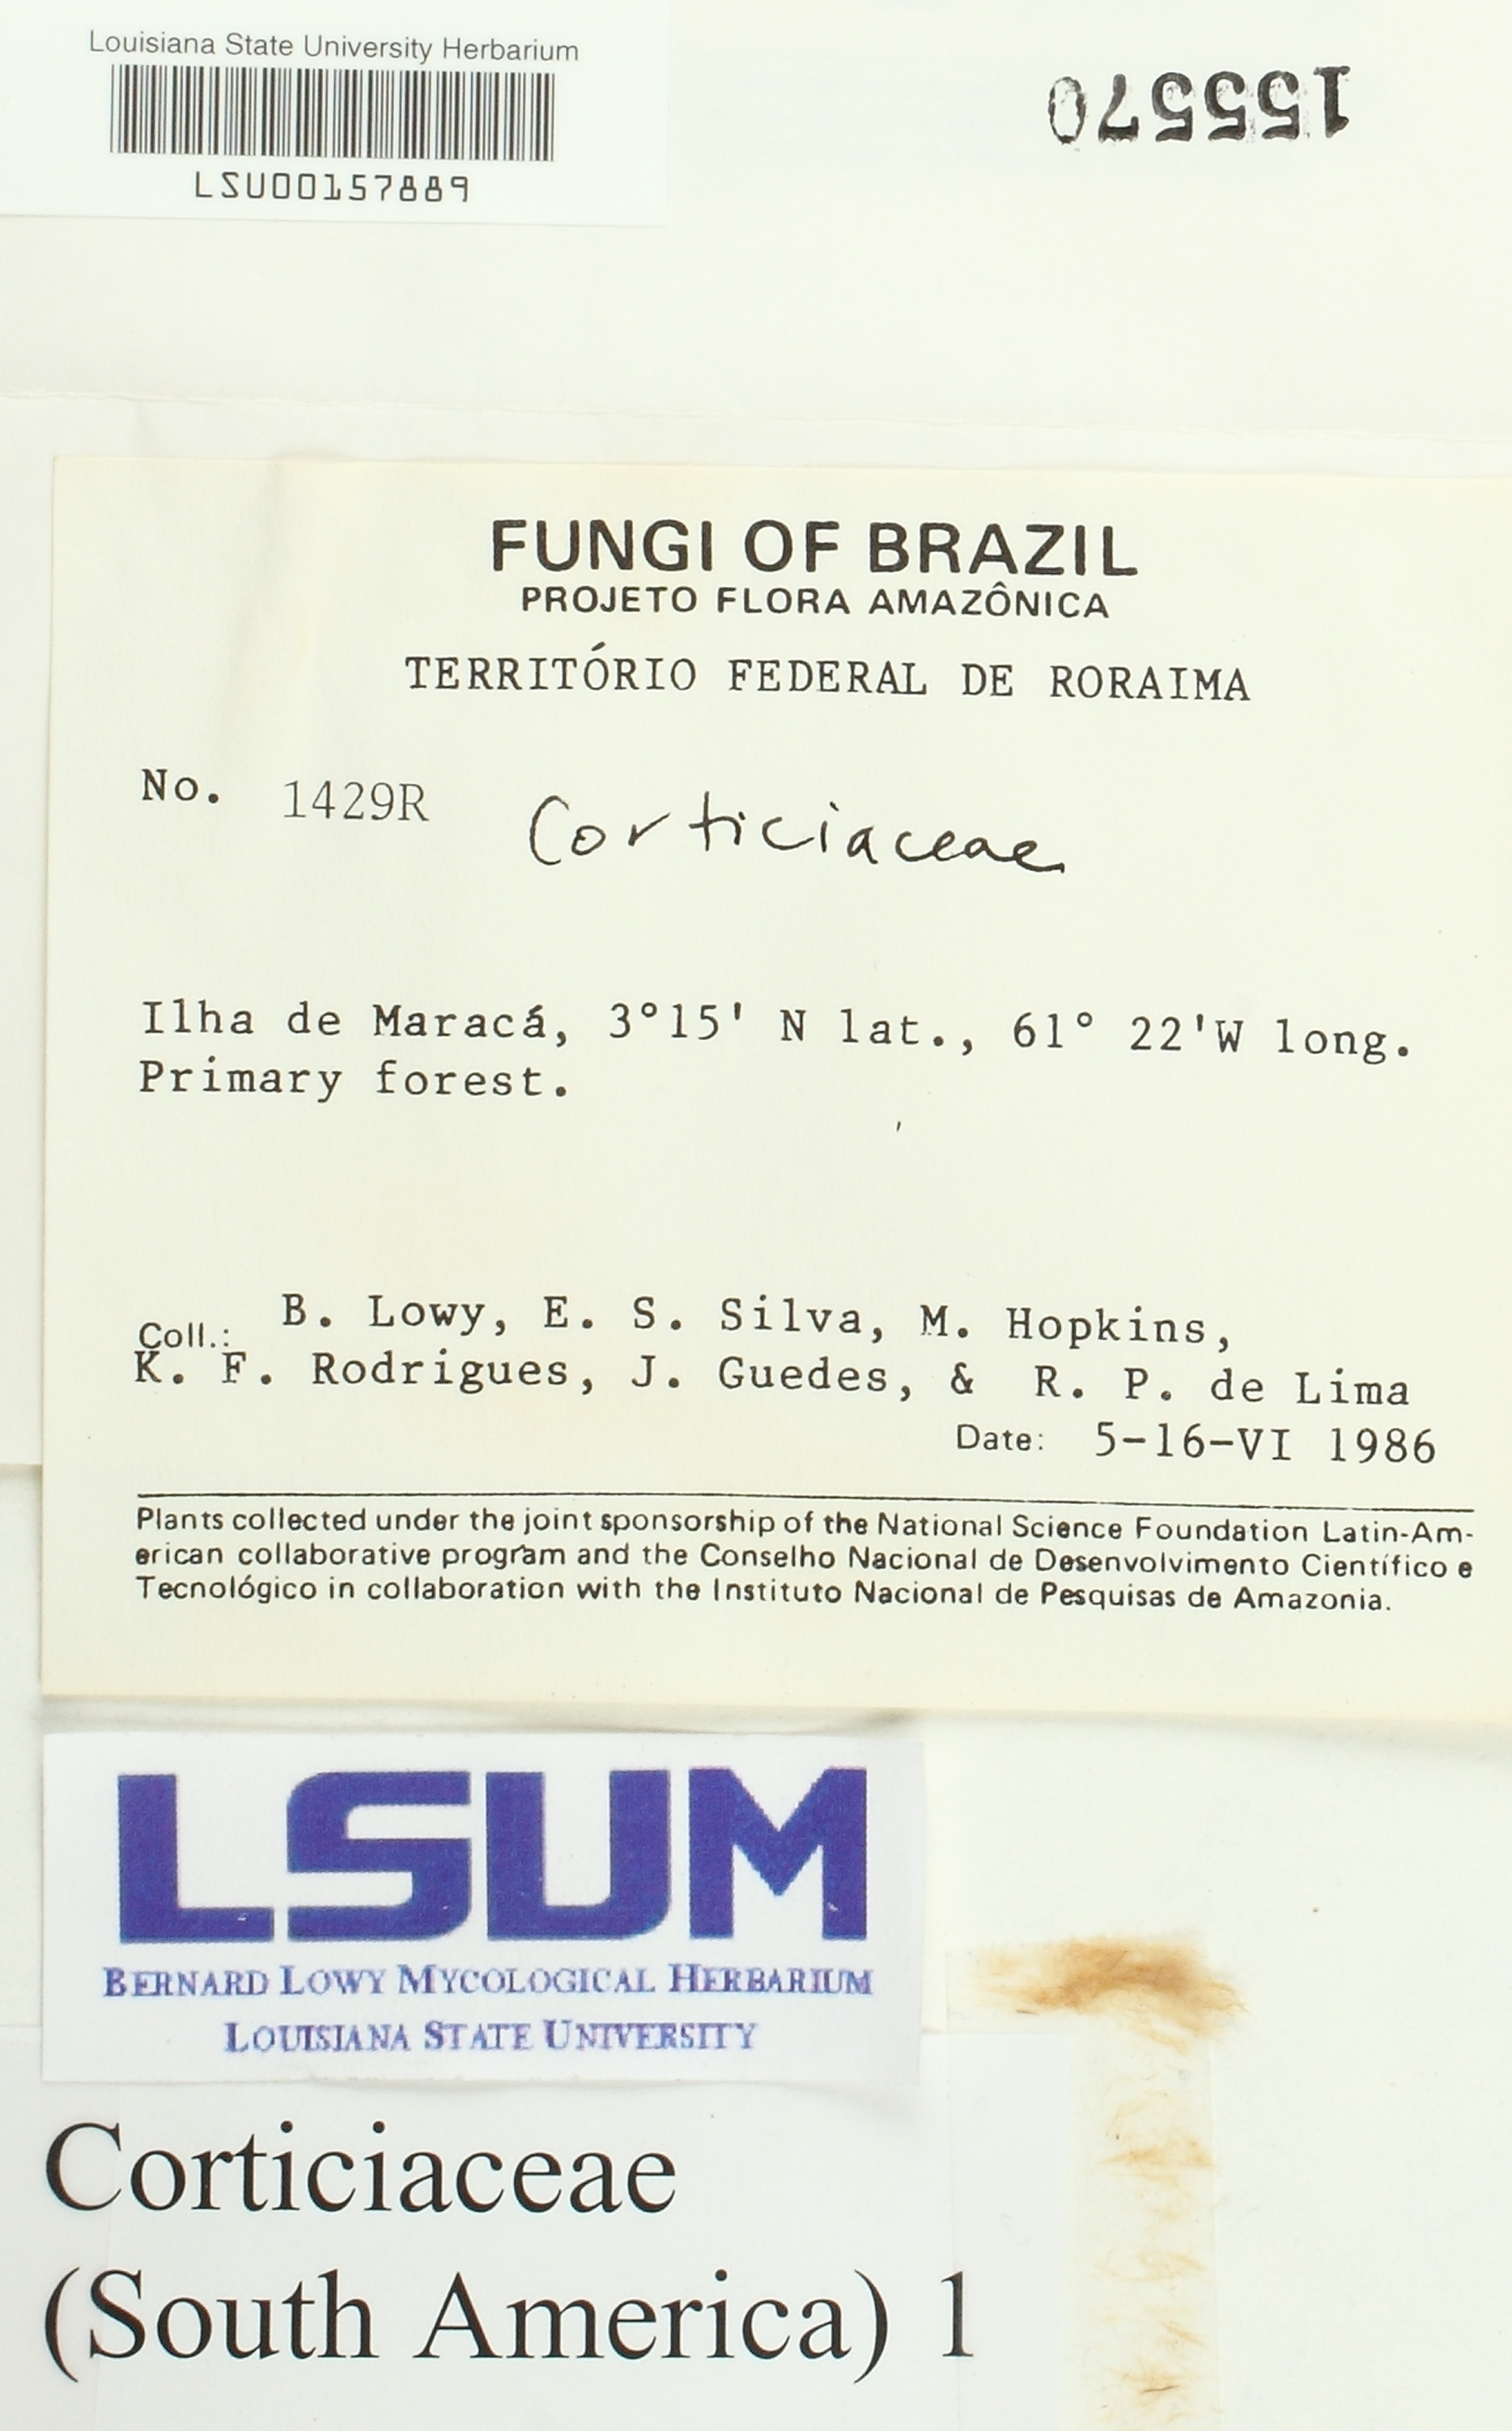 Louisiana State University Herbarium
LSU00157889
155570
FUNGI OF BRAZIL
PROJETO FLORA AMAZÔNICA
TERRITÓRIO FEDERAL DE RORAIMA
No. 1429R Corticiaceae
Ilha de Maracá, 3°15' N lat., 61° 22'W long.
Primary forest.
Coll.: B. Lowy, E. S. Silva, M. Hopkins,
K. F. Rodrigues, J. Guedes, & R. P. de Lima
Date: 5-16-VI 1986
Plants collected under the joint sponsorship of the National Science Foundation Latin-Am-
erican collaborative program and the Conselho Nacional de Desenvolvimento Científico e
Tecnológico in collaboration with the Instituto Nacional de Pesquisas de Amazonia.
LSUM
BERNARD LOWY MYCOLOGICAL HERBARIUM
LOUISIANA STATE UNIVERSITY
Corticiaceae
(South America) 1